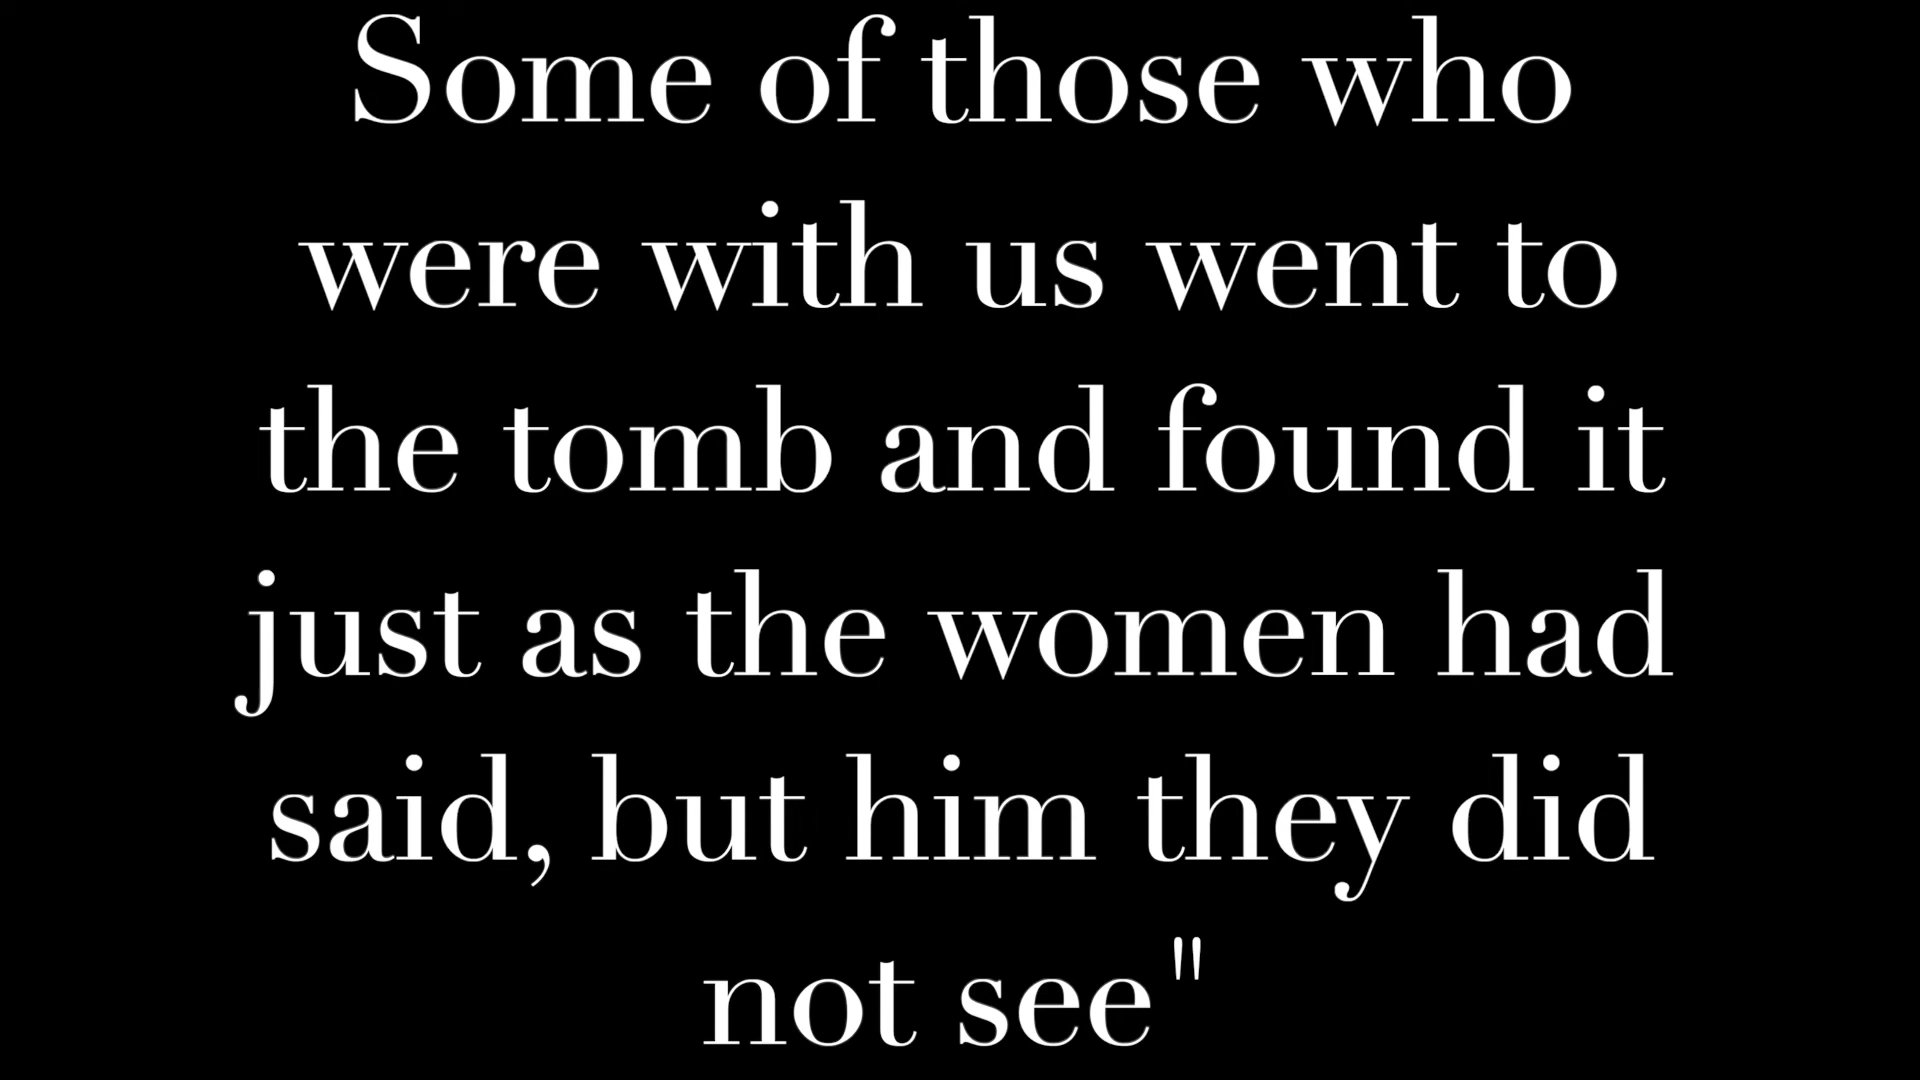 Some of those who
were with us went to
the tomb and found it
just as the women had
said, but him they did
not see"